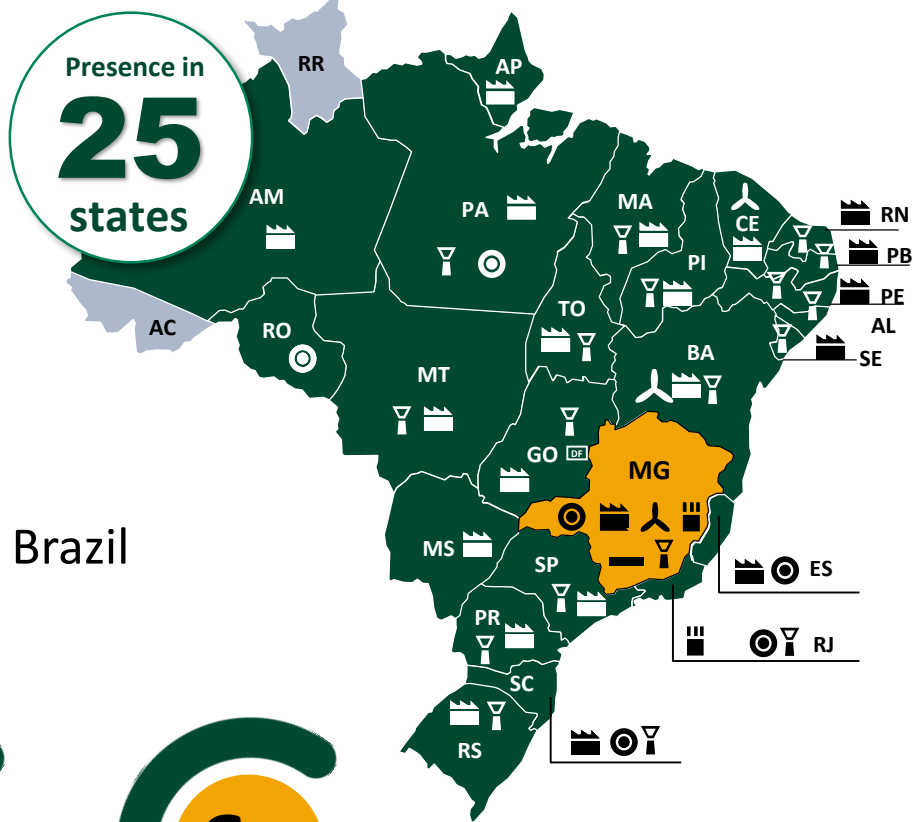 Presence in
25
states
RR
AP
AM
PA
MA
CE
RN
PB
PI
PE
AL
SE
TO
AC
RO
BA
MT
GO
DF
MG
Brazil
MS
SP
ES
PR
RJ
SC
RS